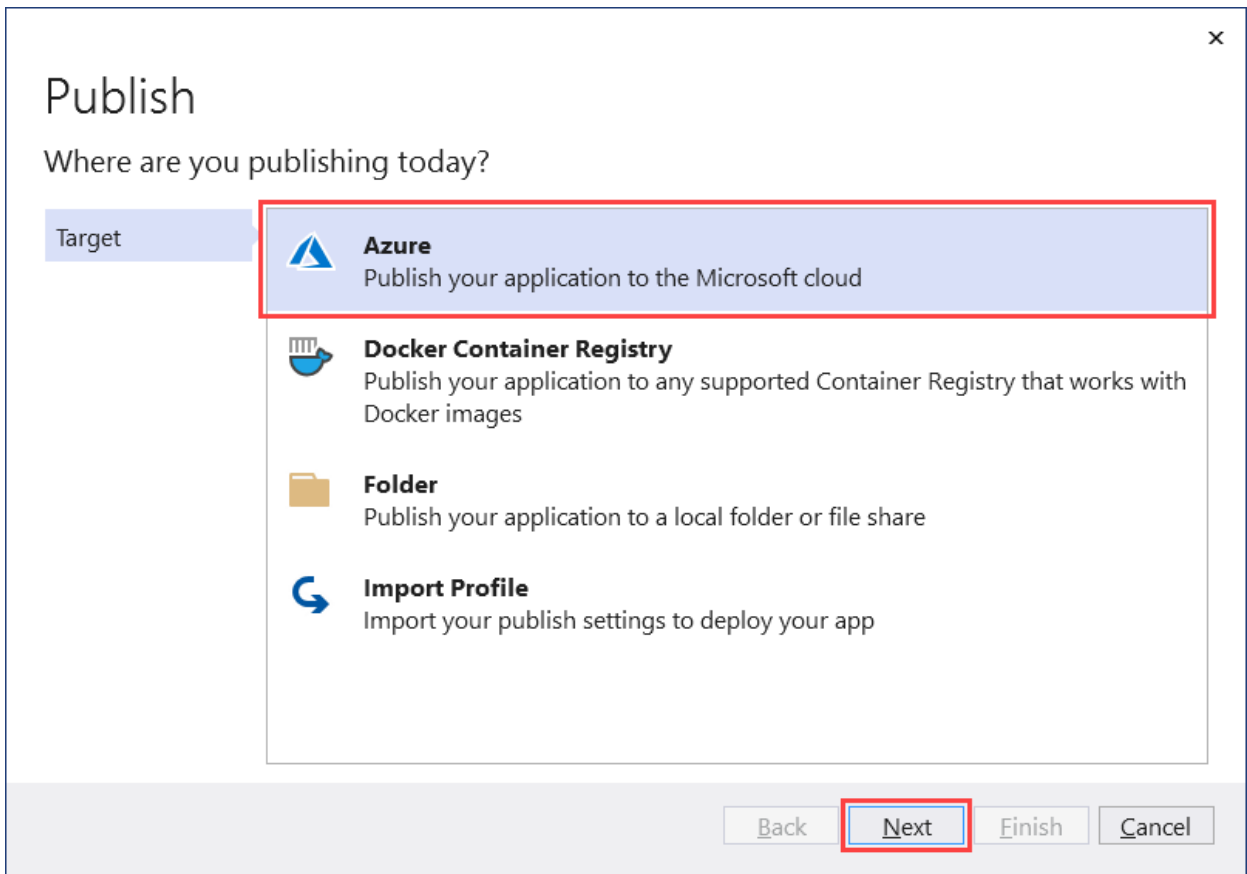 Publish
Where are you publishing today?
Target
Azure
Publish your application to the Microsoft cloud
Docker Container Registry
Publish your application to any supported Container Registry that works with
Docker images
Folder
Publish your application to a local folder or file share
Import Profile
Import your publish settings to deploy your app
Back Next Finish Cancel